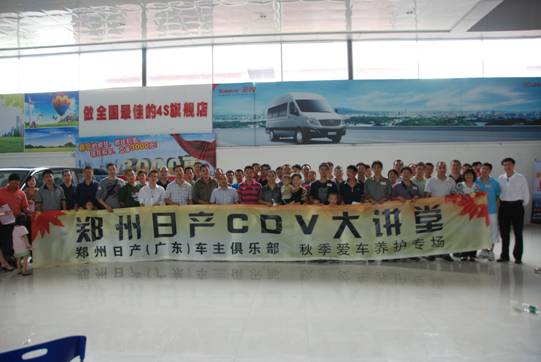 做全国最佳的4S旗舰店
郑州日产CDV大讲堂
郑州日产(广东)车主俱乐部 秋季爱车养护专场